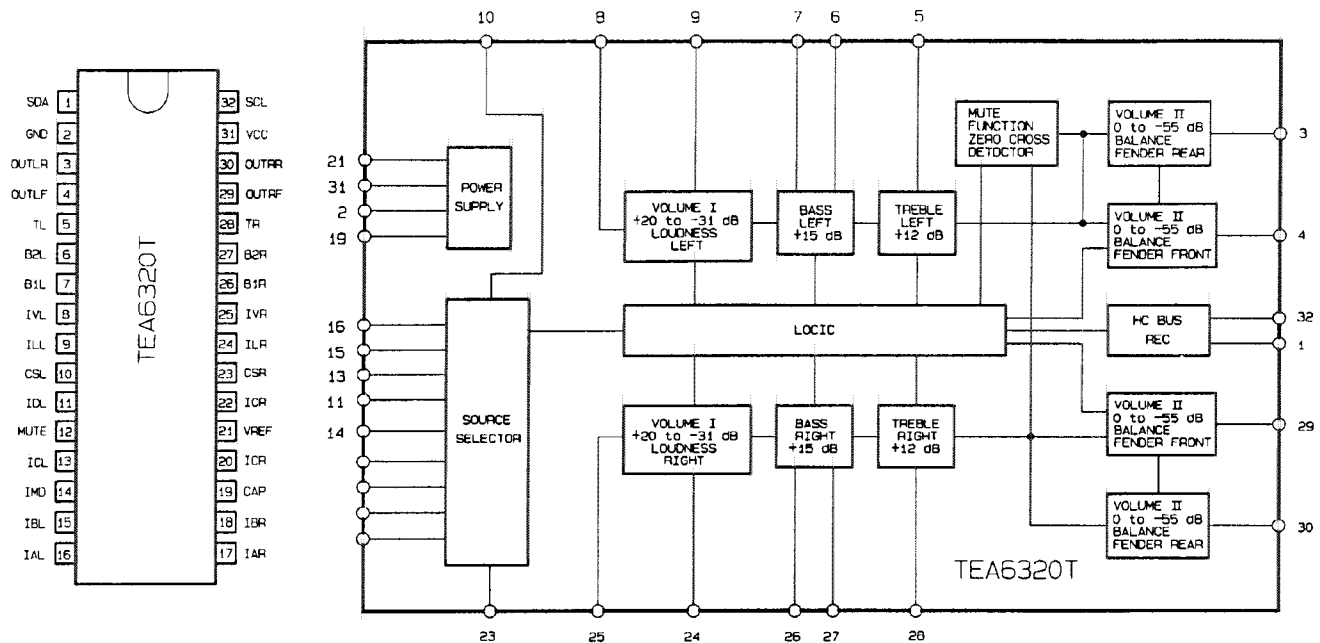 SDA 1
GND 2
OUTLR 3
OUTLF 4
TL 5
B2L 6
B1L 7
IVL 8
ILL 9
CSL 10
IDL 11
MUTE 12
ICL 13
IMD 14
IBL 15
IAL 16
TEA6320T
32 SCL
31 VCC
30 OUTRR
29 OUTRF
28 TR
27 B2R
26 B1R
25 IVR
24 ILR
23 CSR
22 ICR
21 VREF
20 ICR
19 CAP
18 IBR
17 IAR
10
8
9
7
6
5
21
31
2
19
POWER
SUPPLY
16
15
13
11
14
SOURCE
SELECTOR
VOLUME I
+20 to -31 dB
LOUDNESS
LEFT
BASS
LEFT
+15 dB
TREBLE
LEFT
+12 dB
MUTE
FUNCTION
ZERO CROSS
DETDCTOR
VOLUME II
0 to -55 dB
BALANCE
FENDER REAR
3
VOLUME II
0 to -55 dB
BALANCE
FENDER FRONT
4
LOCIC
HC BUS
REC
32
1
VOLUME I
+20 to -31 dB
LOUDNESS
RIGHT
BASS
RIGHT
+15 dB
TREBLE
RIGHT
+12 dB
VOLUME II
0 to -55 dB
BALANCE
FENDER FRONT
29
VOLUME II
0 to -55 dB
BALANCE
FENDER REAR
30
TEA6320T
23
25
24
26
27
28